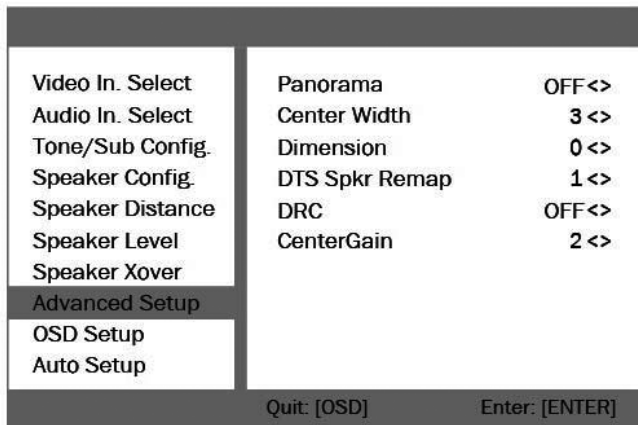 Video In. Select
Audio In. Select
Tone/Sub Config.
Speaker Config.
Speaker Distance
Speaker Level
Speaker Xover
Advanced Setup
OSD Setup
Auto Setup
Panorama OFF<>
Center Width 3<>
Dimension 0<>
DTS Spkr Remap 1<>
DRC OFF<>
CenterGain 2<>
Quit: [OSD] Enter: [ENTER]